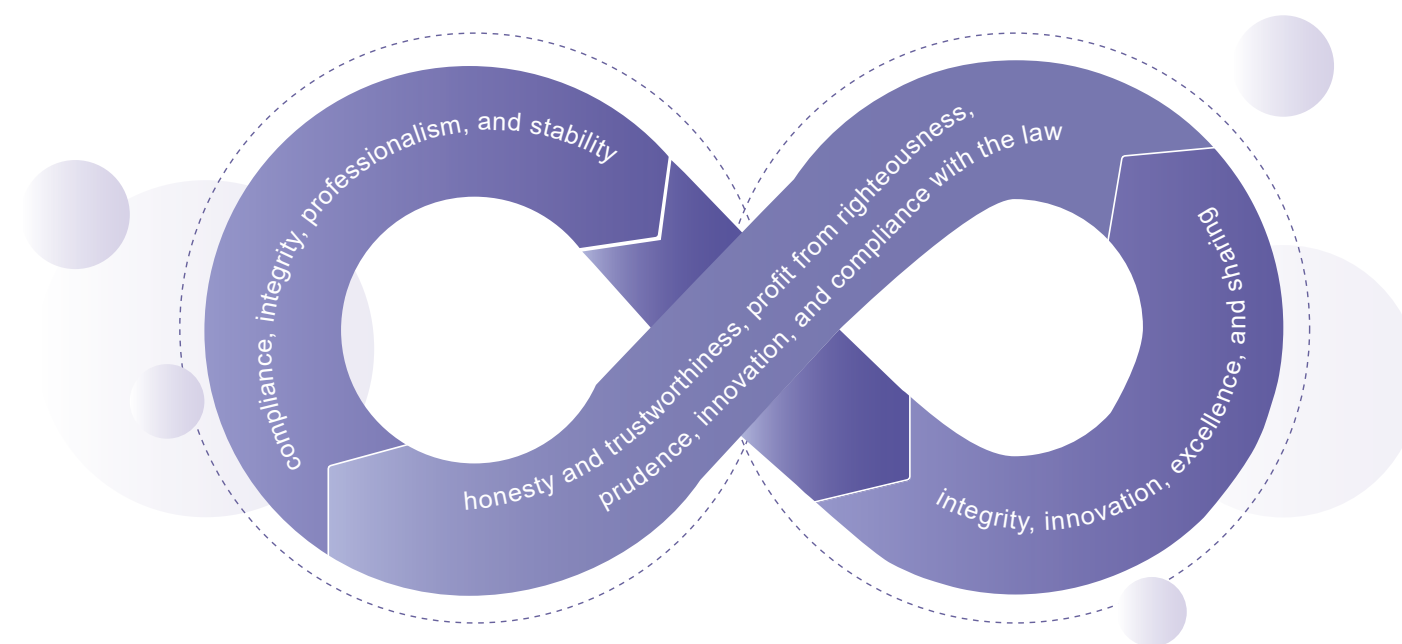 compliance, integrity, professionalism, and stability
honesty and trustworthiness, profit from righteousness,
prudence, innovation, and compliance with the law
integrity, innovation, excellence, and sharing